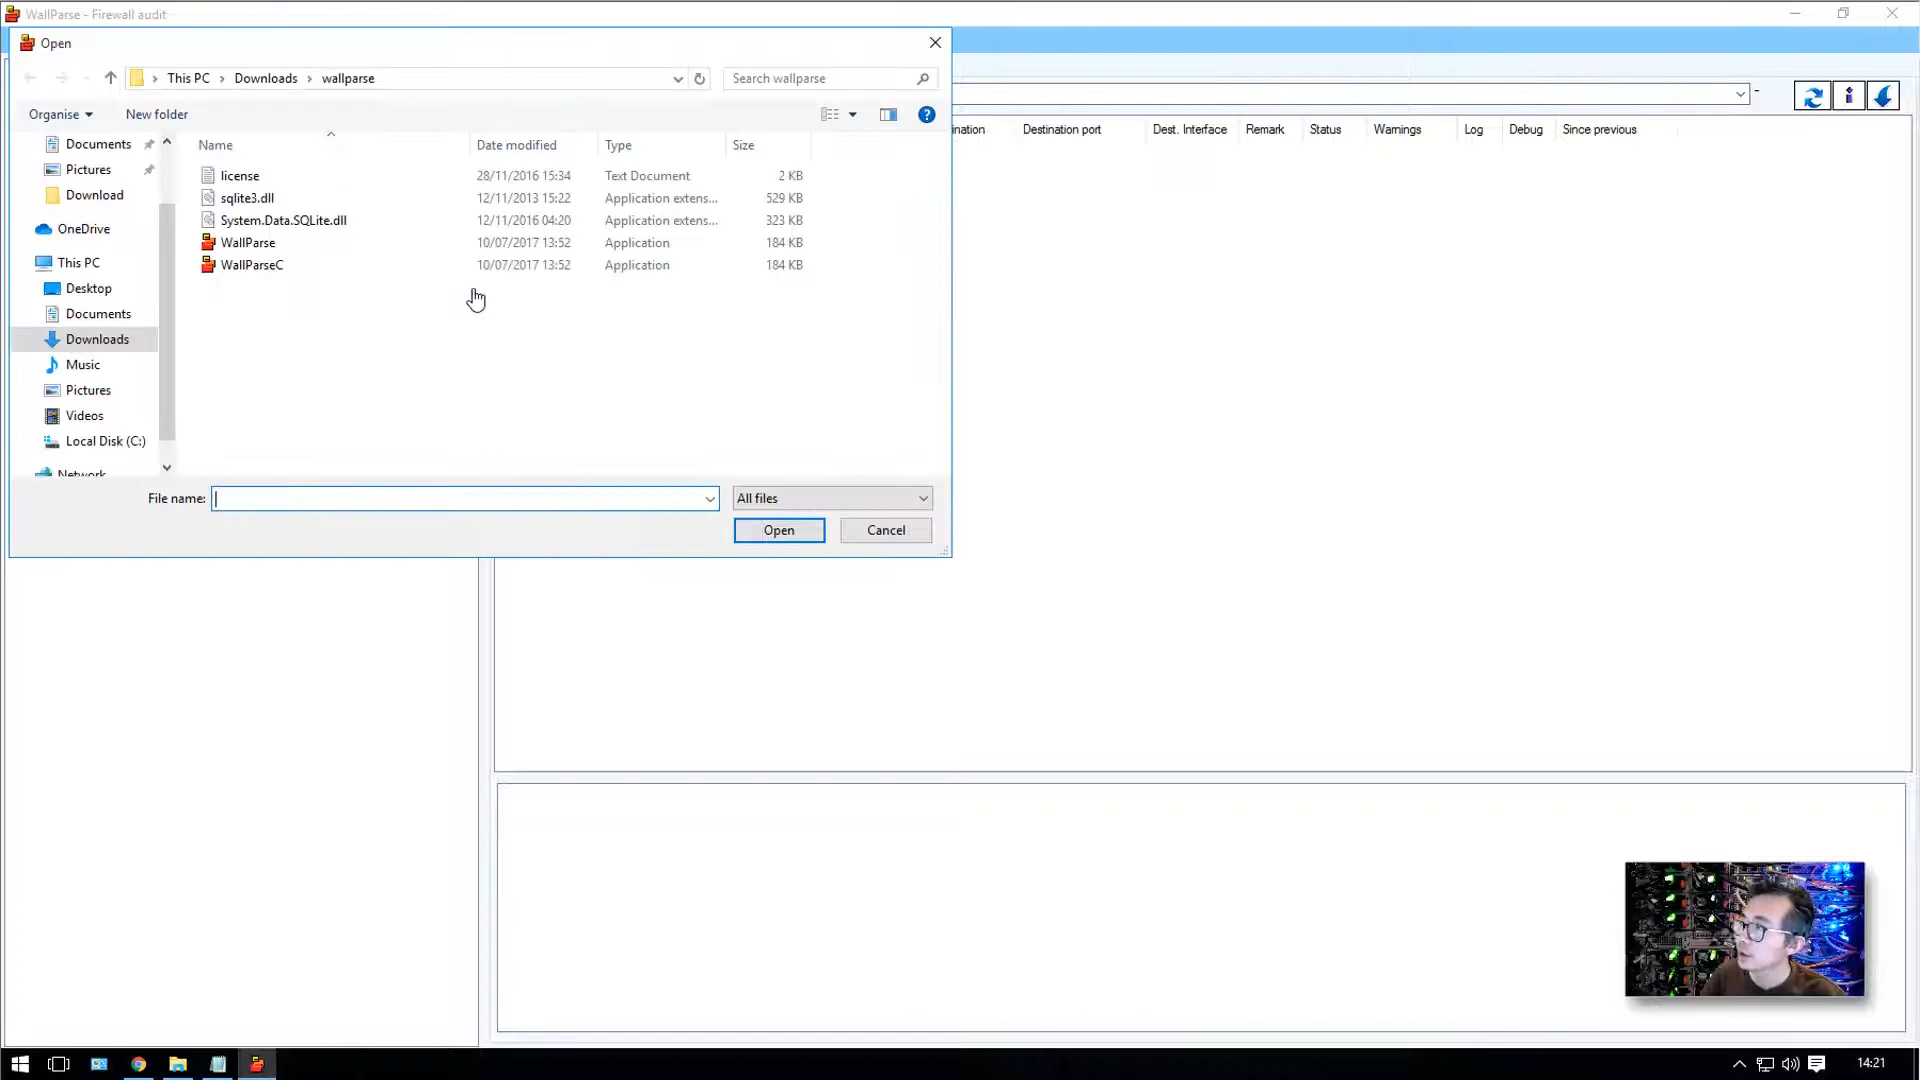 WallParse - Firewall audit
Open
This PC > Downloads > wallparse
Search wallparse
Organise
New folder
Name Date modified Type Size
license 28/11/2016 15:34 Text Document 2 KB
sqlite3.dll 12/11/2013 15:22 Application extens... 529 KB
System.Data.SQLite.dll 12/11/2016 04:20 Application extens... 323 KB
WallParse 10/07/2017 13:52 Application 184 KB
WallParseC 10/07/2017 13:52 Application 184 KB
Documents
Pictures
Download
OneDrive
This PC
Desktop
Documents
Downloads
Music
Pictures
Videos
Local Disk (C:)
Network
File name:
All files
Open
Cancel
ination Destination port Dest. Interface Remark Status Warnings Log Debug Since previous
14:21